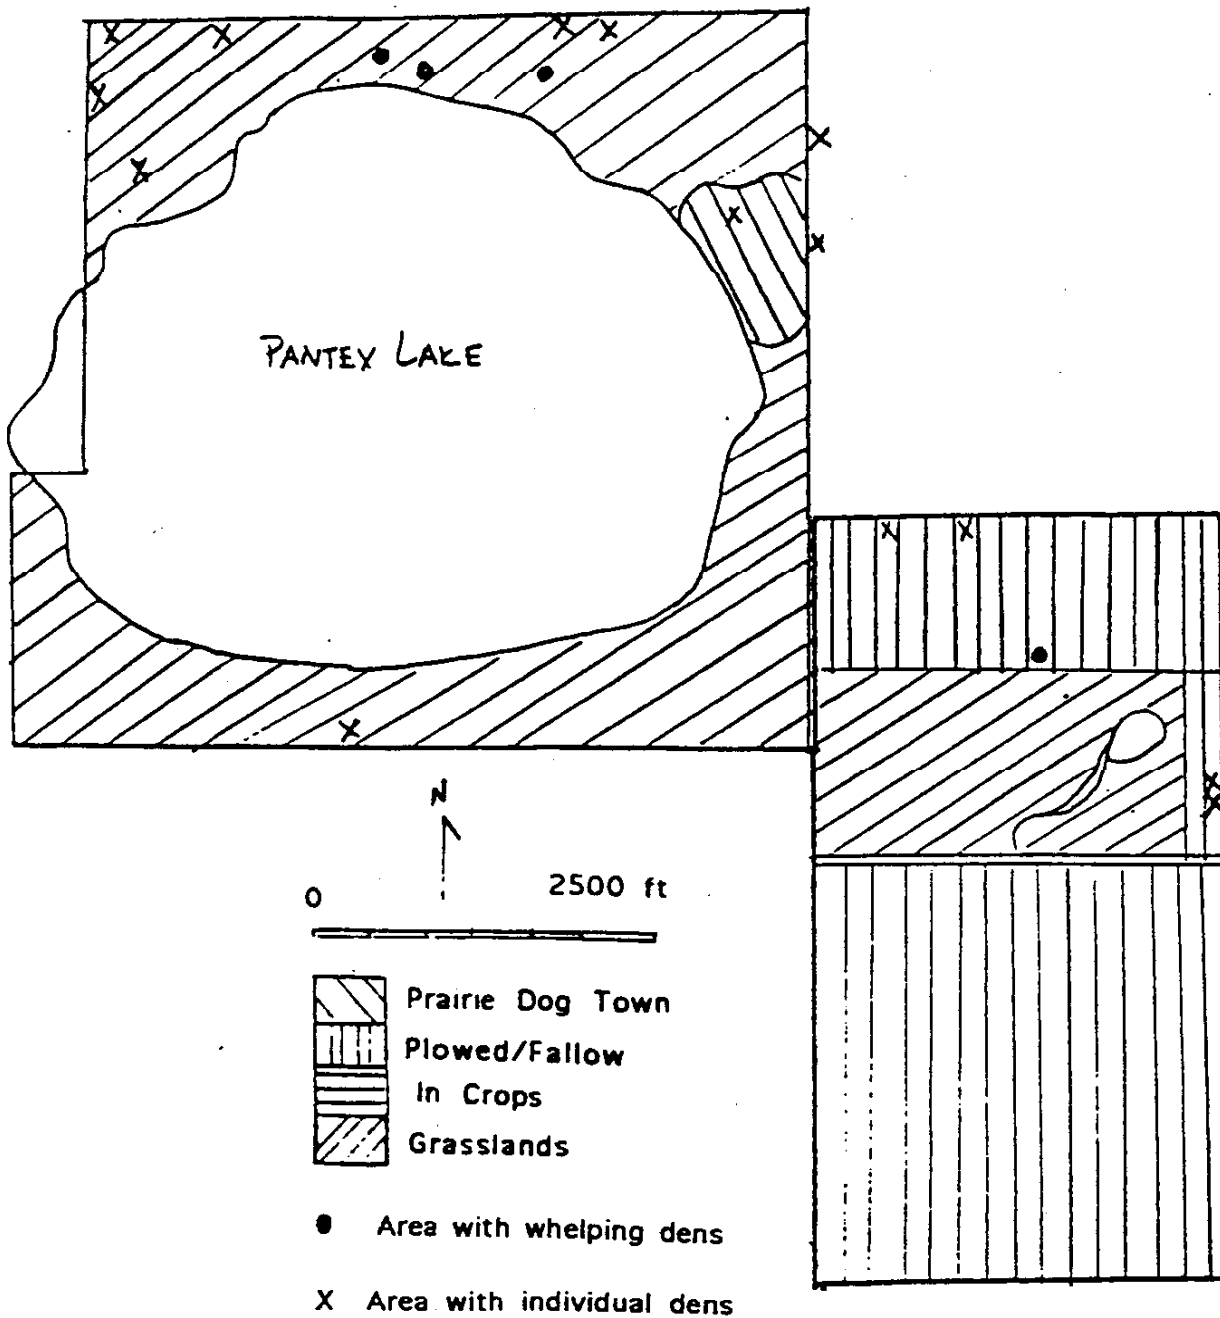 PANTEX LAKE
N
0 2500 ft
Prairie Dog Town
Plowed/Fallow
In Crops
Grasslands
● Area with whelping dens
X Area with individual dens